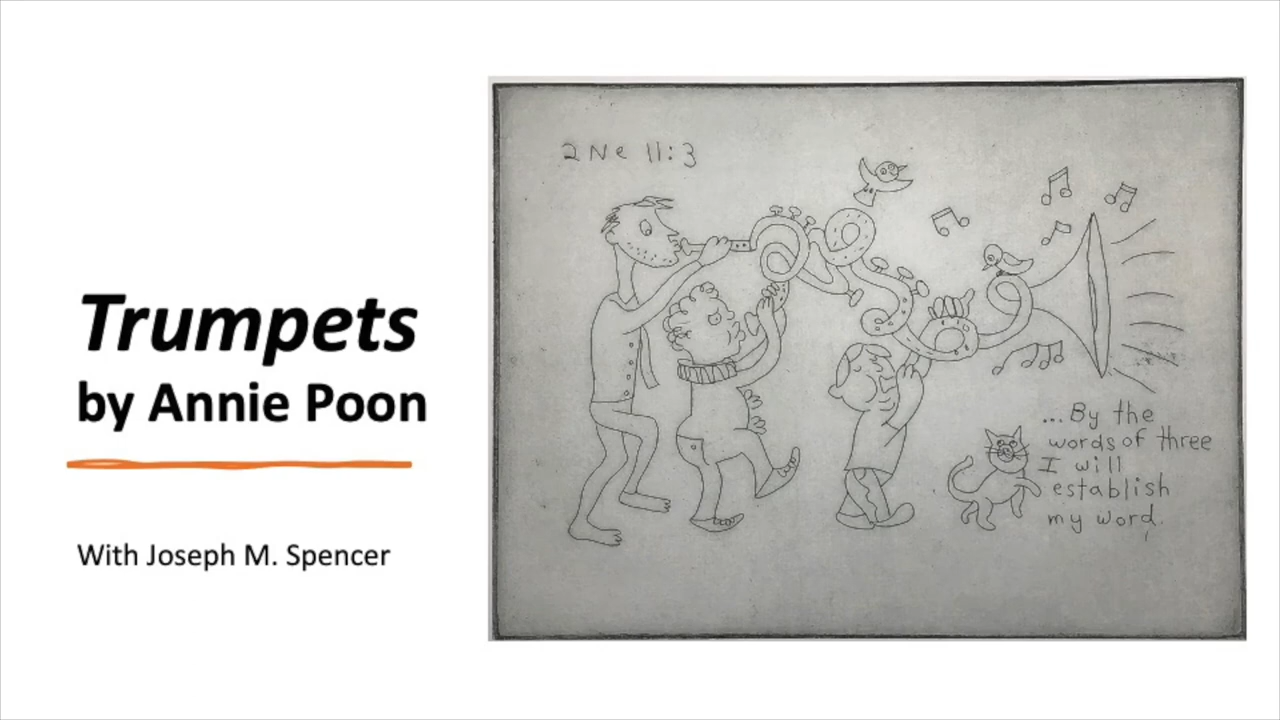 Trumpets
by Annie Poon
With Joseph M. Spencer
2 Ne 11:3
...By the
words of three
I will
establish
my word.